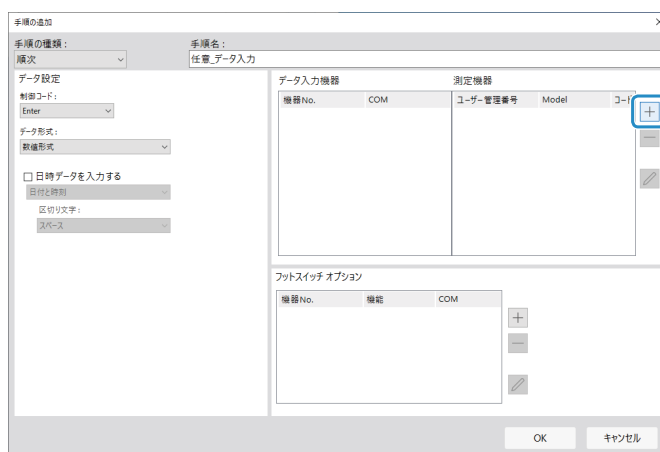 手順の追加
手順の種類：
手順名：
順次
任意_データ入力
データ設定
制御コード：
Enter
データ形式：
数値形式
日時データを入力する
日付と時刻
区切り文字：
スペース
データ入力機器
測定機器
機器No.
COM
ユーザー管理番号
Model
コード
フットスイッチ オプション
機器No.
機能
COM
OK
キャンセル